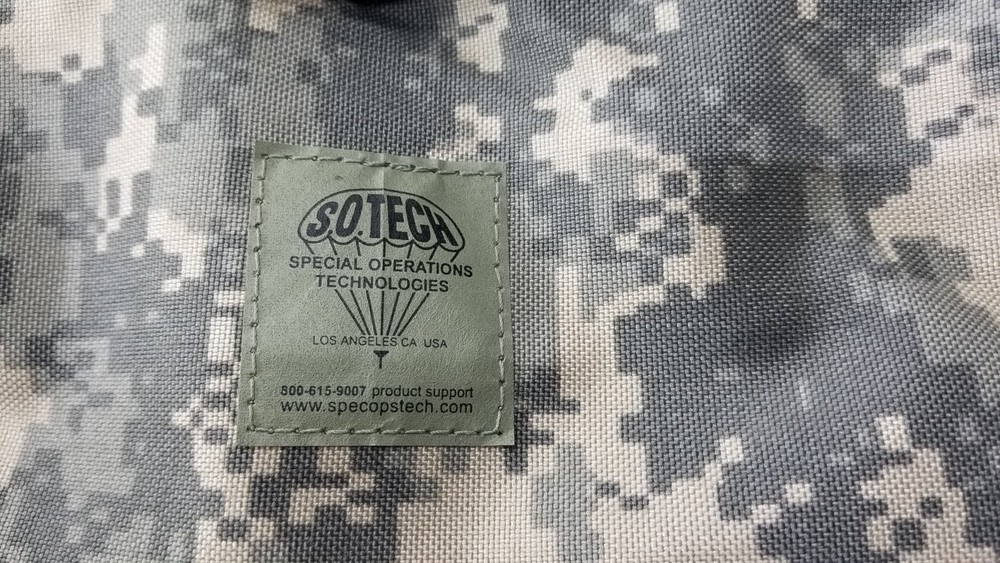 S.O.TECH
SPECIAL OPERATIONS
TECHNOLOGIES
LOS ANGELES CA USA
800-615-9007 product support
www.specopstech.com